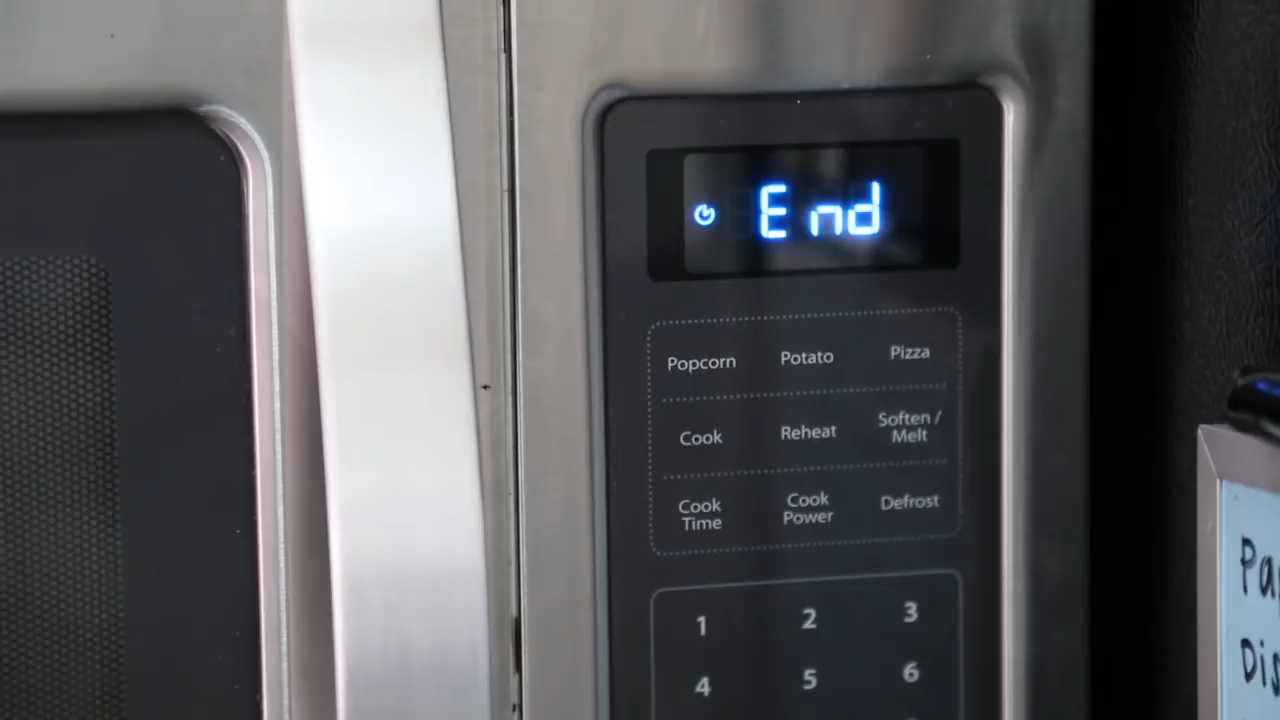 End
Popcorn Potato Pizza
Cook Reheat Soften / Melt
Cook Time Cook Power Defrost
1 2 3
4 5 6